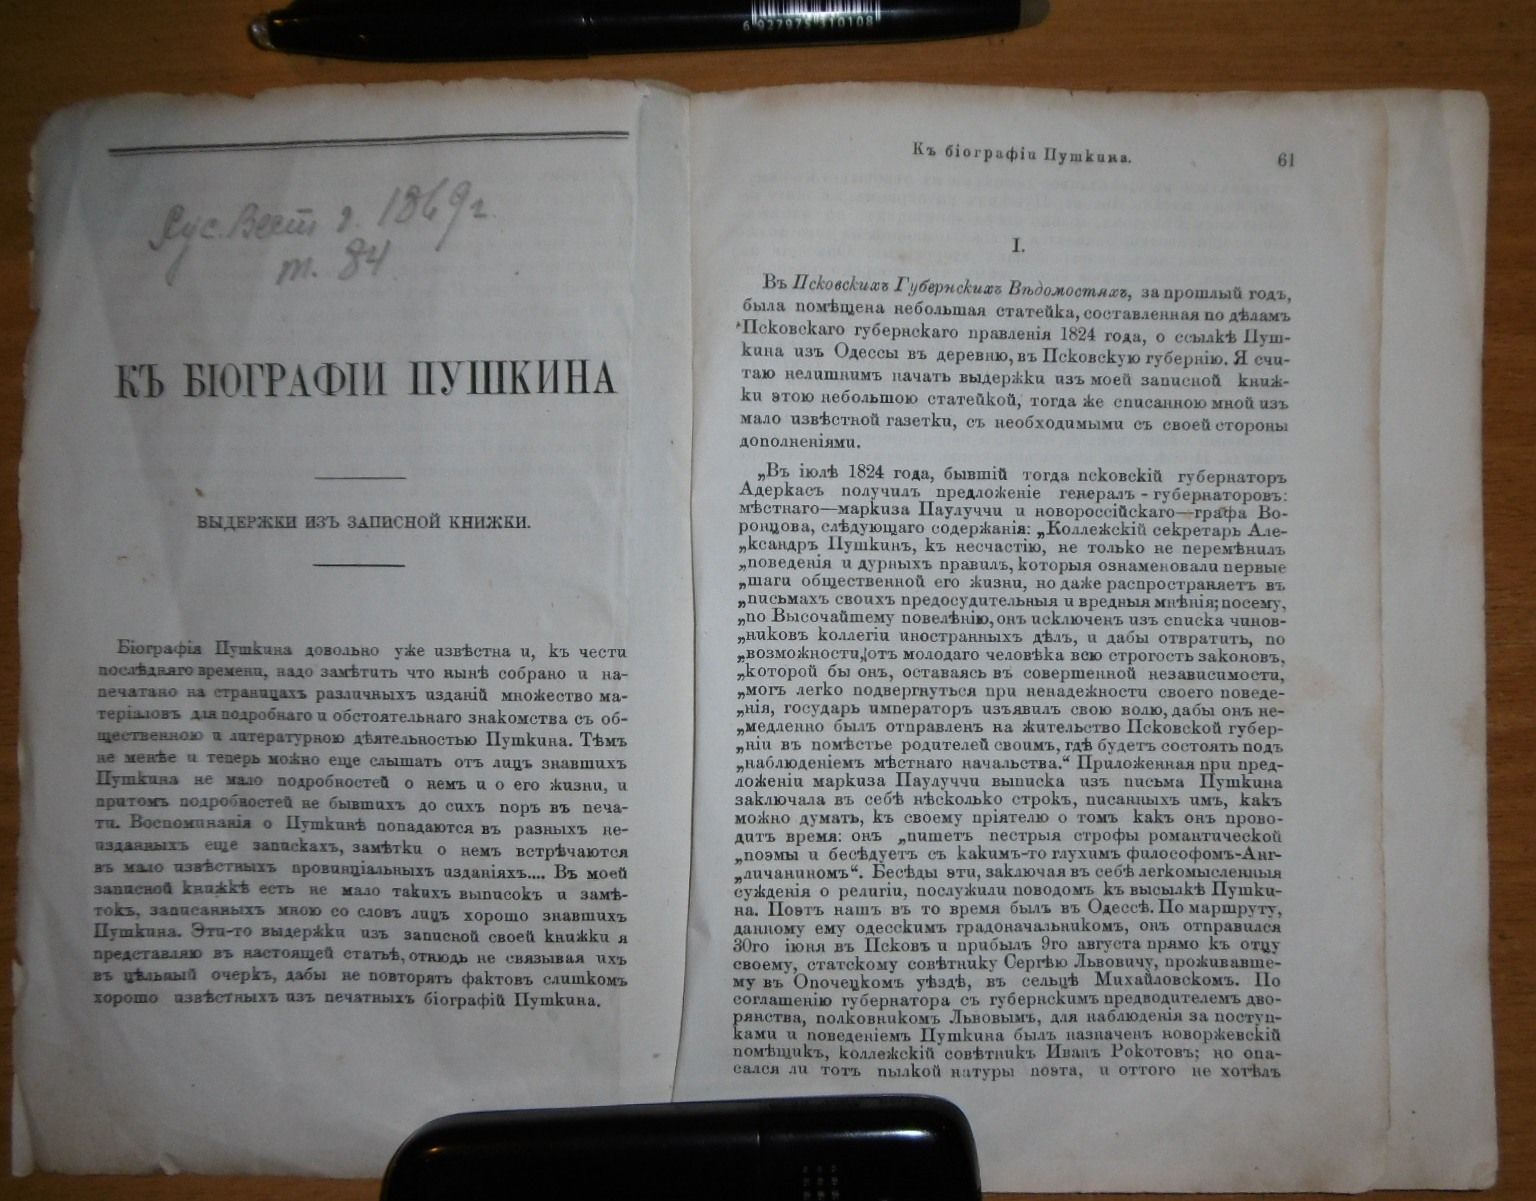 6 927975 310108
Рус. Вест г. 1869 г.
т. 84
КЪ БІОГРАФІИ ПУШКИНА
ВЫДЕРЖКИ ИЗЪ ЗАПИСНОЙ КНИЖКИ.
Біографія Пушкина довольно уже извѣстна и, къ чести
послѣдняго времени, надо замѣтить что нынѣ собрано и на-
печатано на страницахъ различныхъ изданій множество ма-
теріаловъ для подробнаго и обстоятельнаго знакомства съ об-
щественною и литературною дѣятельностью Пушкина. Тѣмъ
не менѣе и теперь можно еще слышать отъ лицъ знавшихъ
Пушкина не мало подробностей о немъ и о его жизни, и
притомъ подробностей не бывшихъ до сихъ поръ въ печа-
ти. Воспоминанія о Пушкинѣ попадаются въ разныхъ не-
изданныхъ еще запискахъ, замѣтки о немъ встрѣчаются
въ мало извѣстныхъ провинціальныхъ изданіяхъ.... Въ моей
записной книжкѣ есть не мало такихъ выписокъ и замѣ-
токъ, записанныхъ мною со словъ лицъ хорошо знавшихъ
Пушкина. Эти-то выдержки изъ записной своей книжки я
представляю въ настоящей статьѣ, отнюдь не связывая ихъ
въ цѣльный очеркъ, дабы не повторять фактовъ слишкомъ
хорошо извѣстныхъ изъ печатныхъ біографій Пушкина.
Къ біографіи Пушкина. 61
I.
Въ Псковскихъ Губернскихъ Вѣдомостяхъ, за прошлый годъ,
была помѣщена небольшая статейка, составленная по дѣламъ
Псковскаго губернскаго правленія 1824 года, о ссылкѣ Пуш-
кина изъ Одессы въ деревню, въ Псковскую губернію. Я счи-
таю нелишнимъ начать выдержки изъ моей записной книж-
ки этою небольшою статейкой, тогда же списанною мной изъ
мало извѣстной газетки, съ необходимыми съ своей стороны
дополненіями.
„Въ іюлѣ 1824 года, бывшій тогда псковскій губернаторъ
Адеркасъ получилъ предложеніе генералъ-губернаторовъ:
мѣстнаго—маркиза Паулуччи и новороссійскаго—графа Во-
ронцова, слѣдующаго содержанія: „Коллежскій секретарь Але-
„ксандръ Пушкинъ, къ несчастію, не только не перемѣнилъ
„поведенія и дурныхъ правилъ, которыя ознаменовали первые
„шаги общественной его жизни, но даже распространяетъ въ
„письмахъ своихъ предосудительныя и вредныя мнѣнія; посему,
„по Высочайшему повелѣнію, онъ исключенъ изъ списка чинов-
„никовъ коллегіи иностранныхъ дѣлъ, и дабы отвратить, по
„возможности, отъ молодаго человѣка всю строгость законовъ,
„которой бы онъ, оставаясь въ совершенной независимости,
„могъ легко подвергнуться при ненадежности своего поведе-
„нія, государь императоръ изъявилъ свою волю, дабы онъ не-
„медленно былъ отправленъ на жительство Псковской губер-
„ніи въ помѣстье родителей своимъ, гдѣ будетъ состоять подъ
„наблюденіемъ мѣстнаго начальства.“ Приложенная при пред-
ложеніи маркиза Паулуччи выписка изъ письма Пушкина
заключала въ себѣ нѣсколько строкъ, писанныхъ имъ, какъ
можно думать, къ своему пріятелю о томъ какъ онъ прово-
дитъ время: онъ „пишетъ пестрыя строфы романтической
„поэмы и бесѣдуетъ съ какимъ-то глухимъ философомъ-Анг-
„личаниномъ“. Бесѣды эти, заключая въ себѣ легкомысленныя
сужденія о религіи, послужили поводомъ къ высылкѣ Пушки-
на. Поэтъ нашъ въ то время былъ въ Одессѣ. По маршруту,
данному ему одесскимъ градоначальникомъ, онъ отправился
30го іюня въ Псковъ и прибылъ 9го августа прямо къ отцу
своему, статскому совѣтнику Сергѣю Львовичу, проживавше-
му въ Опочецкомъ уѣздѣ, въ сельцѣ Михайловскомъ. По
соглашенію губернатора съ губернскимъ предводителемъ дво-
рянства, полковникомъ Львовымъ, для наблюденія за поступ-
ками и поведеніемъ Пушкина былъ назначенъ новоржевскій
помѣщикъ, коллежскій совѣтникъ Иванъ Рокотовъ; но опа-
сался ли тотъ пылкой натуры поэта, и оттого не хотѣлъ